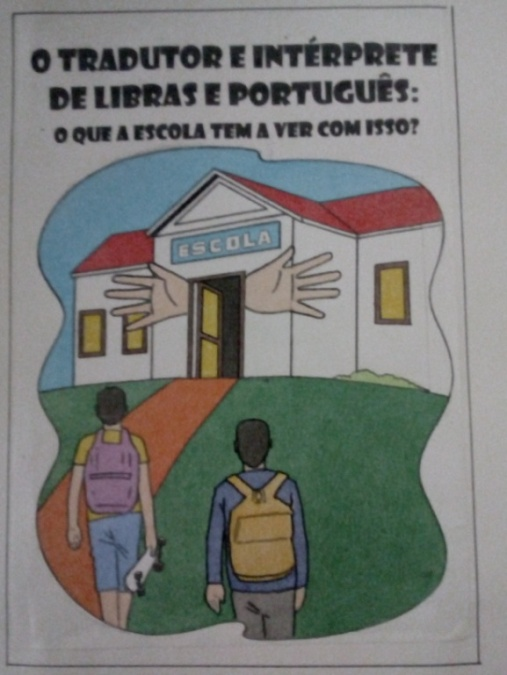 O TRADUTOR E INTÉRPRETE
DE LIBRAS E PORTUGUÊS:
O QUE A ESCOLA TEM A VER COM ISSO?
ESCOLA